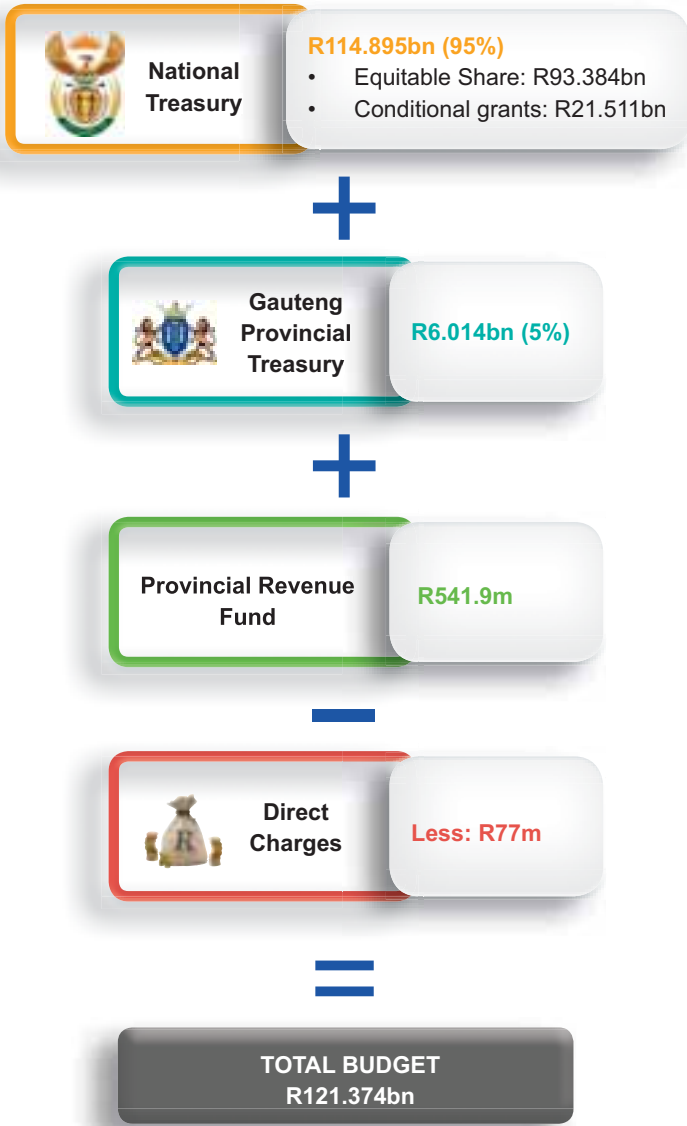 National
Treasury
R114.895bn (95%)
• Equitable Share: R93.384bn
• Conditional grants: R21.511bn
+
Gauteng
Provincial
Treasury
R6.014bn (5%)
+
Provincial Revenue
Fund
R541.9m
−
R
Direct
Charges
Less: R77m
=
TOTAL BUDGET
R121.374bn